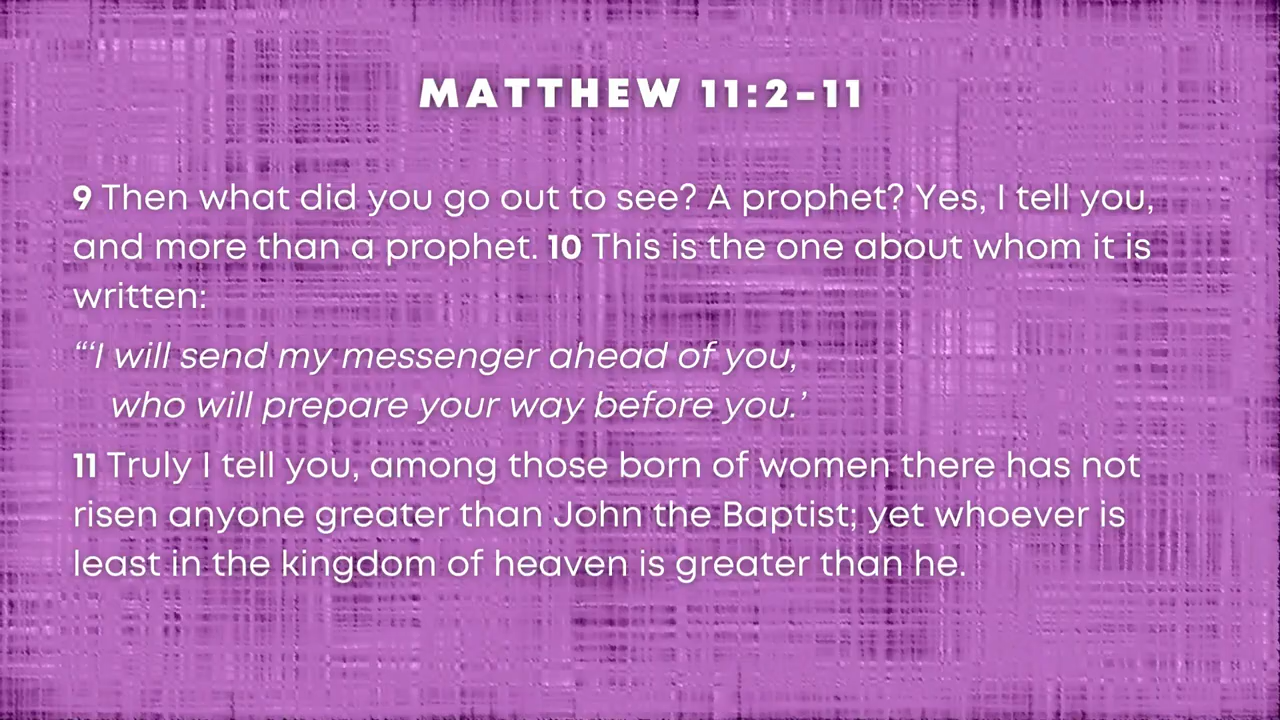 MATTHEW 11:2-11
9 Then what did you go out to see? A prophet? Yes, I tell you,
and more than a prophet. 10 This is the one about whom it is
written:
“‘I will send my messenger ahead of you,
who will prepare your way before you.’
11 Truly I tell you, among those born of women there has not
risen anyone greater than John the Baptist; yet whoever is
least in the kingdom of heaven is greater than he.